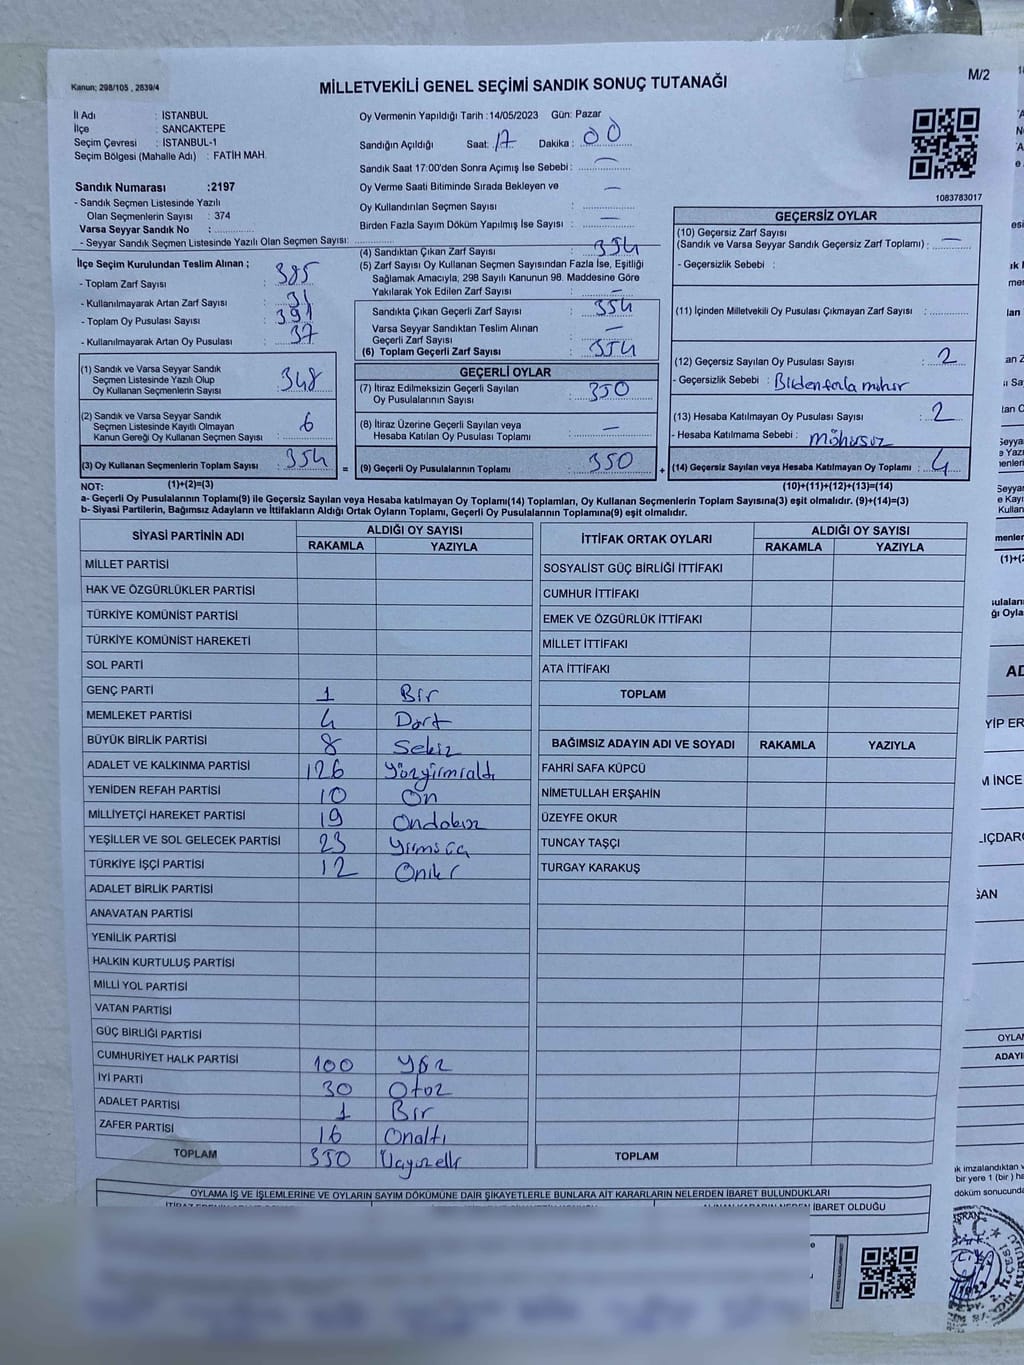 Kanun; 298/105 , 2839/4
MİLLETVEKİLİ GENEL SEÇİMİ SANDIK SONUÇ TUTANAĞI
M/2
İl Adı : İSTANBUL
İlçe : SANCAKTEPE
Seçim Çevresi : İSTANBUL-1
Seçim Bölgesi (Mahalle Adı) : FATİH MAH.
Sandık Numarası :2197
- Sandık Seçmen Listesinde Yazılı
Olan Seçmenlerin Sayısı : 374
Varsa Seyyar Sandık No :
- Seyyar Sandık Seçmen Listesinde Yazılı Olan Seçmen Sayısı:
Oy Vermenin Yapıldığı Tarih :14/05/2023 Gün: Pazar
Sandığın Açıldığı Saat: 17 Dakika : 00
Sandık Saat 17:00'den Sonra Açımış İse Sebebi : —
Oy Verme Saati Bitiminde Sırada Bekleyen ve —
Oy Kullandırılan Seçmen Sayısı :
Birden Fazla Sayım Döküm Yapılmış İse Sayısı : —
1083783017
İlçe Seçim Kurulundan Teslim Alınan ;
- Toplam Zarf Sayısı : 385
- Kullanılmayarak Artan Zarf Sayısı : 31
- Toplam Oy Pusulası Sayısı : 391
- Kullanılmayarak Artan Oy Pusulası : 37
(1) Sandık ve Varsa Seyyar Sandık
Seçmen Listesinde Yazılı Olup
Oy Kullanan Seçmenlerin Sayısı : 348
(2) Sandık ve Varsa Seyyar Sandık
Seçmen Listesinde Kayıtlı Olmayan
Kanun Gereği Oy Kullanan Seçmen Sayısı : 6
(3) Oy Kullanan Seçmenlerin Toplam Sayısı : 354
(4) Sandıktan Çıkan Zarf Sayısı : 354
(5) Zarf Sayısı Oy Kullanan Seçmen Sayısından Fazla İse, Eşitliği
Sağlamak Amacıyla; 298 Sayılı Kanunun 98. Maddesine Göre
Yakılarak Yok Edilen Zarf Sayısı : —
Sandıkta Çıkan Geçerli Zarf Sayısı : 354
Varsa Seyyar Sandıktan Teslim Alınan
Geçerli Zarf Sayısı : —
(6) Toplam Geçerli Zarf Sayısı : 354
GEÇERLİ OYLAR
(7) İtiraz Edilmeksizin Geçerli Sayılan
Oy Pusulalarının Sayısı : 350
(8) İtiraz Üzerine Geçerli Sayılan veya
Hesaba Katılan Oy Pusulası Toplamı : —
= (9) Geçerli Oy Pusulalarının Toplamı : 350
GEÇERSİZ OYLAR
(10) Geçersiz Zarf Sayısı
(Sandık ve Varsa Seyyar Sandık Geçersiz Zarf Toplamı) : —
- Geçersizlik Sebebi :
(11) İçinden Milletvekili Oy Pusulası Çıkmayan Zarf Sayısı :
(12) Geçersiz Sayılan Oy Pusulası Sayısı : 2
- Geçersizlik Sebebi : Birden fazla mühür
(13) Hesaba Katılmayan Oy Pusulası Sayısı : 2
- Hesaba Katılmama Sebebi : Mühürsüz
+ (14) Geçersiz Sayılan veya Hesaba Katılmayan Oy Toplamı : 4
NOT: (1)+(2)=(3)
(10)+(11)+(12)+(13)=(14)
a- Geçerli Oy Pusulalarının Toplamı(9) ile Geçersiz Sayılan veya Hesaba katılmayan Oy Toplamı(14) Toplamları, Oy Kullanan Seçmenlerin Toplam Sayısına(3) eşit olmalıdır. (9)+(14)=(3)
b- Siyasi Partilerin, Bağımsız Adayların ve İttifakların Aldığı Ortak Oyların Toplamı, Geçerli Oy Pusulalarının Toplamına(9) eşit olmalıdır.
SİYASİ PARTİNİN ADI ALDIĞI OY SAYISI
RAKAMLA YAZIYLA
MİLLET PARTİSİ
HAK VE ÖZGÜRLÜKLER PARTİSİ
TÜRKİYE KOMÜNİST PARTİSİ
TÜRKİYE KOMÜNİST HAREKETİ
SOL PARTİ
GENÇ PARTİ 1 Bir
MEMLEKET PARTİSİ 4 Dört
BÜYÜK BİRLİK PARTİSİ 8 Sekiz
ADALET VE KALKINMA PARTİSİ 126 Yüzyirmialtı
YENİDEN REFAH PARTİSİ 10 On
MİLLİYETÇİ HAREKET PARTİSİ 19 Ondokuz
YEŞİLLER VE SOL GELECEK PARTİSİ 23 Yirmiüç
TÜRKİYE İŞÇİ PARTİSİ 12 Oniki
ADALET BİRLİK PARTİSİ
ANAVATAN PARTİSİ
YENİLİK PARTİSİ
HALKIN KURTULUŞ PARTİSİ
MİLLİ YOL PARTİSİ
VATAN PARTİSİ
GÜÇ BİRLİĞİ PARTİSİ
CUMHURİYET HALK PARTİSİ 100 Yüz
İYİ PARTİ 30 Otuz
ADALET PARTİSİ 1 Bir
ZAFER PARTİSİ 16 Onaltı
TOPLAM 350 Üçyüzelli
İTTİFAK ORTAK OYLARI ALDIĞI OY SAYISI
RAKAMLA YAZIYLA
SOSYALİST GÜÇ BİRLİĞİ İTTİFAKI
CUMHUR İTTİFAKI
EMEK VE ÖZGÜRLÜK İTTİFAKI
MİLLET İTTİFAKI
ATA İTTİFAKI
TOPLAM
BAĞIMSIZ ADAYIN ADI VE SOYADI RAKAMLA YAZIYLA
FAHRİ SAFA KÜPCÜ
NİMETULLAH ERŞAHİN
ÜZEYFE OKUR
TUNCAY TAŞÇI
TURGAY KARAKUŞ
TOPLAM
OYLAMA İŞ VE İŞLEMLERİNE VE OYLARIN SAYIM DÖKÜMÜNE DAİR ŞİKAYETLERLE BUNLARA AİT KARARLARIN NELERDEN İBARET BULUNDUKLARI
İBARET OLDUĞU